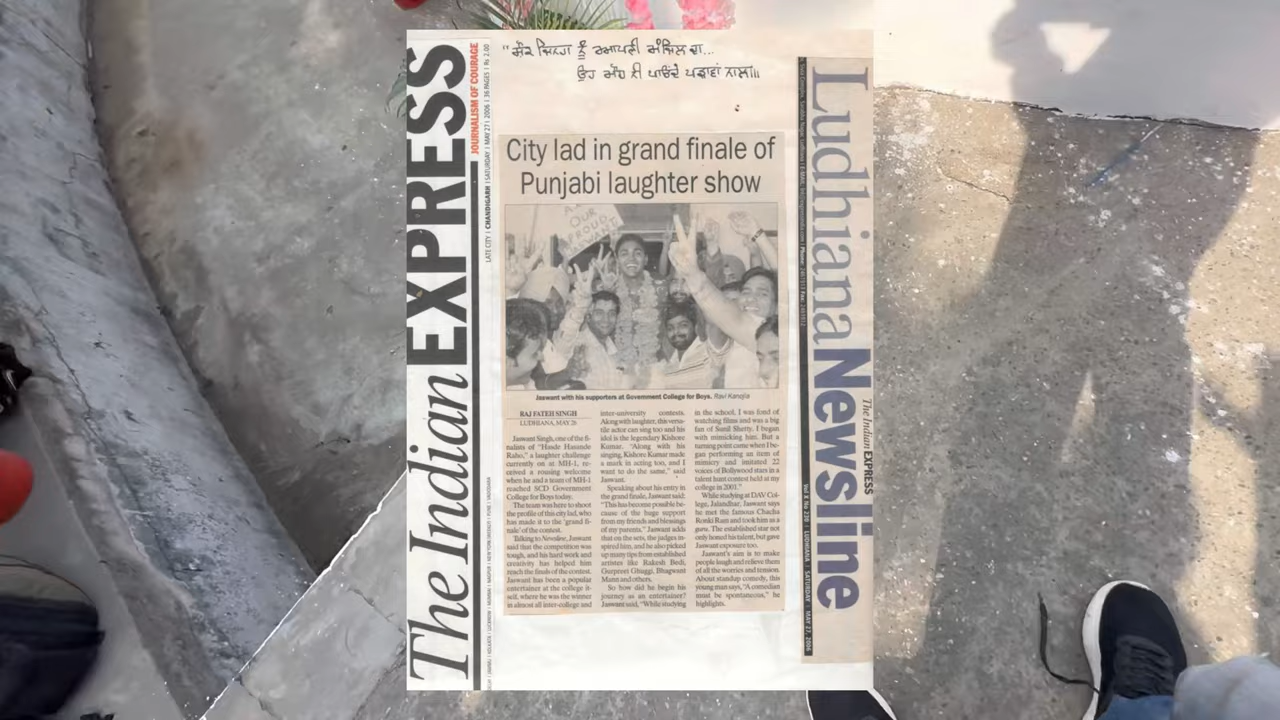 The Indian EXPRESS
JOURNALISM OF COURAGE
LATE CITY | CHANDIGARH | SATURDAY | MAY 27 | 2006 | 36 PAGES | Rs 2.00
City lad in grand finale of
Punjabi laughter show
OUR
PROUD
Jaswant with his supporters at Government College for Boys. Ravi Kanojia
RAJ FATEH SINGH
LUDHIANA, MAY 26
Jaswant Singh, one of the fi-
nalists of “Hasde Hasande
Raho,” a laughter challenge
currently on at MH-1, re-
ceived a rousing welcome
when he and a team of MH-1
reached SCD Government
College for Boys today.
The team was here to shoot
the profile of this city lad, who
has made it to the ‘grand fi-
nale’ of the contest.
Talking to Newsline, Jaswant
said that the competition was
tough, and his hard work and
creativity has helped him
reach the finals of the contest.
Jaswant has been a popular
entertainer at the college it-
self, where he was the winner
in almost all inter-college and
inter-university contests.
Along with laughter, this versa-
tile actor can sing too and his
idol is the legendary Kishore
Kumar. “Along with his
singing, Kishore Kumar made
a mark in acting too, and I
want to do the same,” said
Jaswant.
Speaking about his entry in
the grand finale, Jaswant said:
“This has become possible be-
cause of the huge support
from my friends and blessings
of my parents.” Jaswant adds
that on the sets, the judges in-
spired him, and he also picked
up many tips from established
artistes like Rakesh Bedi,
Gurpreet Ghuggi, Bhagwant
Mann and others.
So how did he begin his
journey as an entertainer?
Jaswant said, “While studying
in the school, I was fond of
watching films and was a big
fan of Sunil Shetty. I began
with mimicking him. But a
turning point came when I be-
gan performing an item of
mimicry and imitated 22
voices of Bollywood stars in a
talent hunt contest held at my
college in 2001.”
While studying at DAV Col-
lege, Jalandhar, Jaswant says
he met the famous Chacha
Ronki Ram and took him as a
guru. The established star not
only honed his talent, but gave
Jaswant exposure too.
Jaswant’s aim is to make
people laugh and relieve them
of all the worries and tension.
About standup comedy, this
young man says, “A comedian
must be spontaneous,” he
highlights.
Ludhiana Newsline
The Indian EXPRESS
LUDHIANA | SATURDAY | MAY 27, 2006